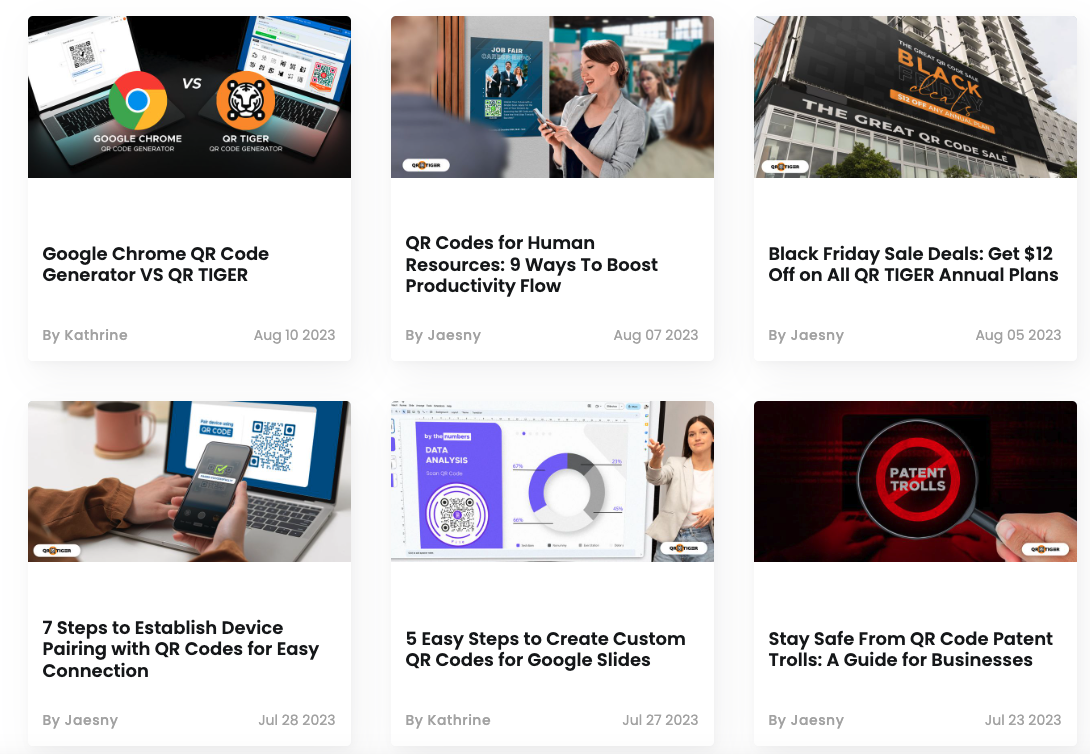 VS
GOOGLE CHROME
QR CODE GENERATOR
QR TIGER
QR CODE GENERATOR
Google Chrome QR Code
Generator VS QR TIGER
By Kathrine
Aug 10 2023
JOB FAIR
QR TIGER
QR Codes for Human
Resources: 9 Ways To Boost
Productivity Flow
By Jaesny
Aug 07 2023
THE GREAT QR CODE SALE
BLACK
FRIDAY
deals
$12 OFF ANY ANNUAL PLAN
THE GREAT QR CODE SALE
QR TIGER
Black Friday Sale Deals: Get $12
Off on All QR TIGER Annual Plans
By Jaesny
Aug 05 2023
Pair device using
QR CODE
QR TIGER
7 Steps to Establish Device
Pairing with QR Codes for Easy
Connection
By Jaesny
Jul 28 2023
by the numbers
DATA
ANALYSIS
Scan QR Code
QR TIGER
5 Easy Steps to Create Custom
QR Codes for Google Slides
By Kathrine
Jul 27 2023
PATENT
TROLLS
QR TIGER
Stay Safe From QR Code Patent
Trolls: A Guide for Businesses
By Jaesny
Jul 23 2023